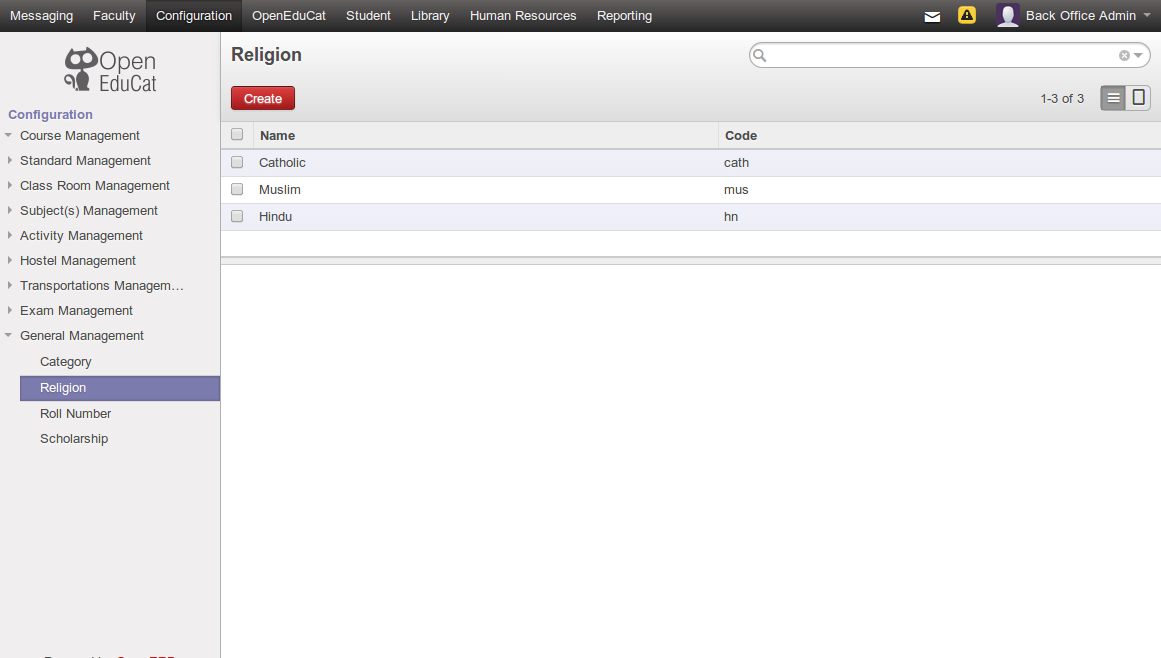 Messaging Faculty Configuration OpenEduCat Student Library Human Resources Reporting Back Office Admin
Open
EduCat
Configuration
Course Management
Standard Management
Class Room Management
Subject(s) Management
Activity Management
Hostel Management
Transportations Managem…
Exam Management
General Management
Category
Religion
Roll Number
Scholarship
Religion
Create
1-3 of 3
Name Code
Catholic cath
Muslim mus
Hindu hn